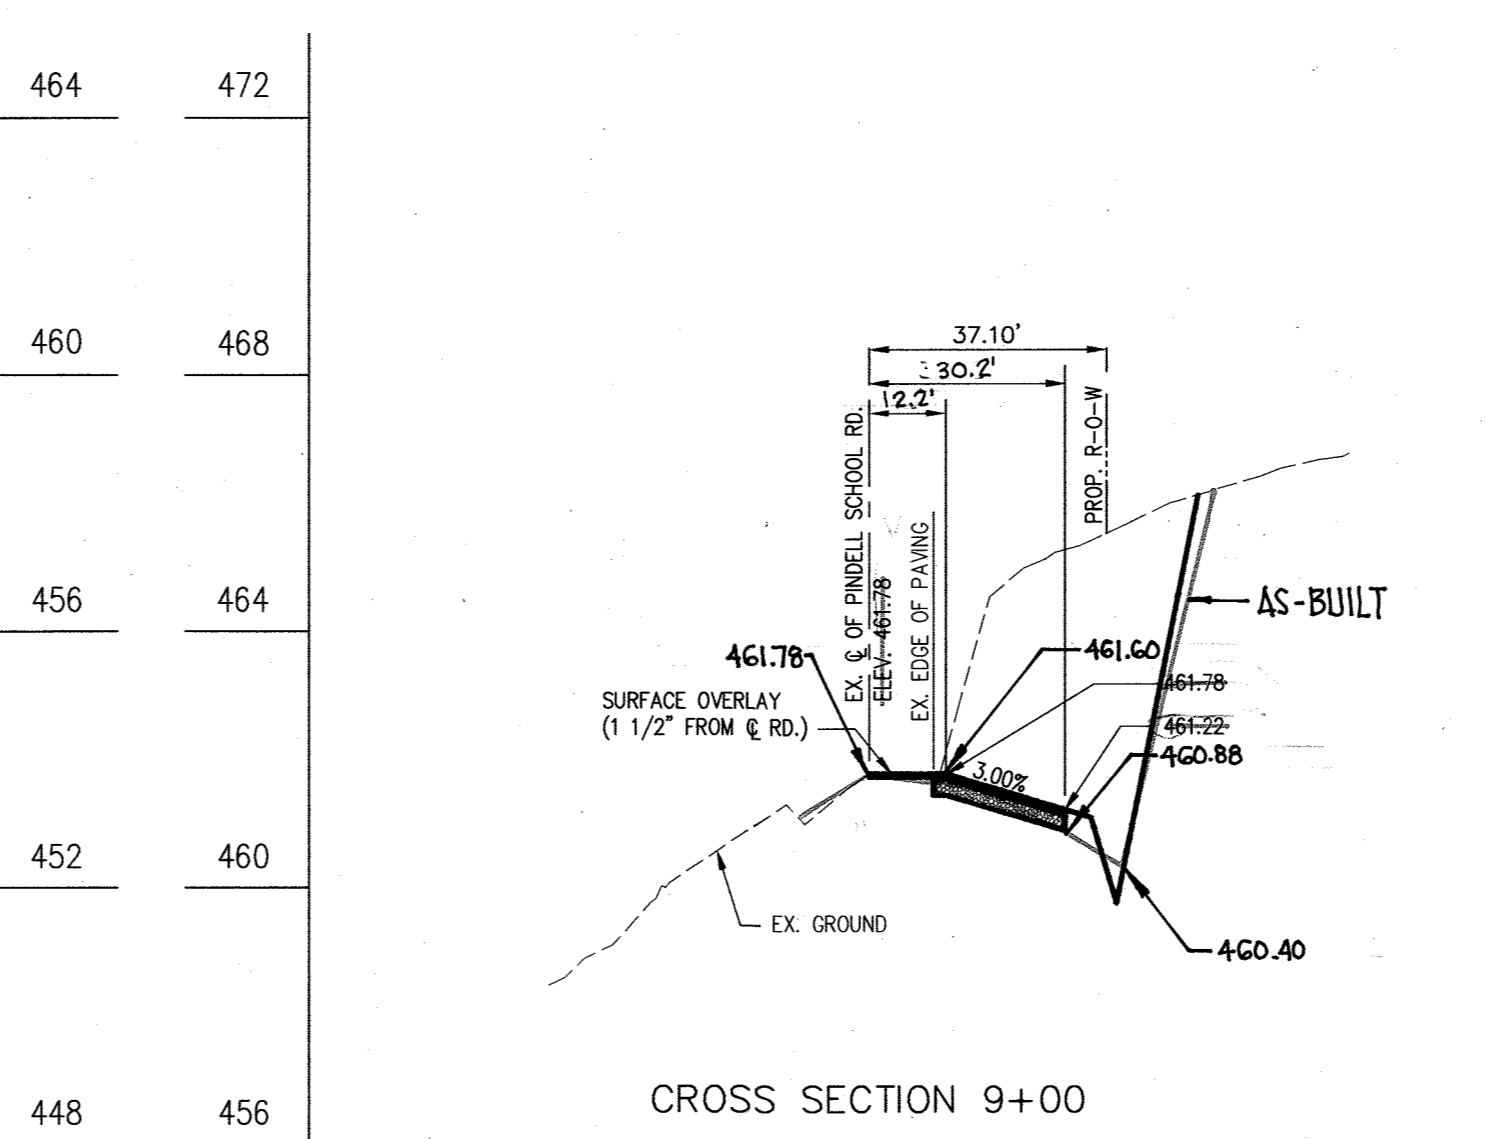 464 472
460 468
456 464
452 460
448 456
37.10'
30.2'
12.2'
EX. ℄ OF PINDELL SCHOOL RD.
ELEV. 461.78
EX. EDGE OF PAVING
PROP. R-O-W
AS-BUILT
461.78
461.60
SURFACE OVERLAY
(1 1/2" FROM ℄ RD.)
461.78
461.22
460.88
3.00%
EX. GROUND
460.40
CROSS SECTION 9+00